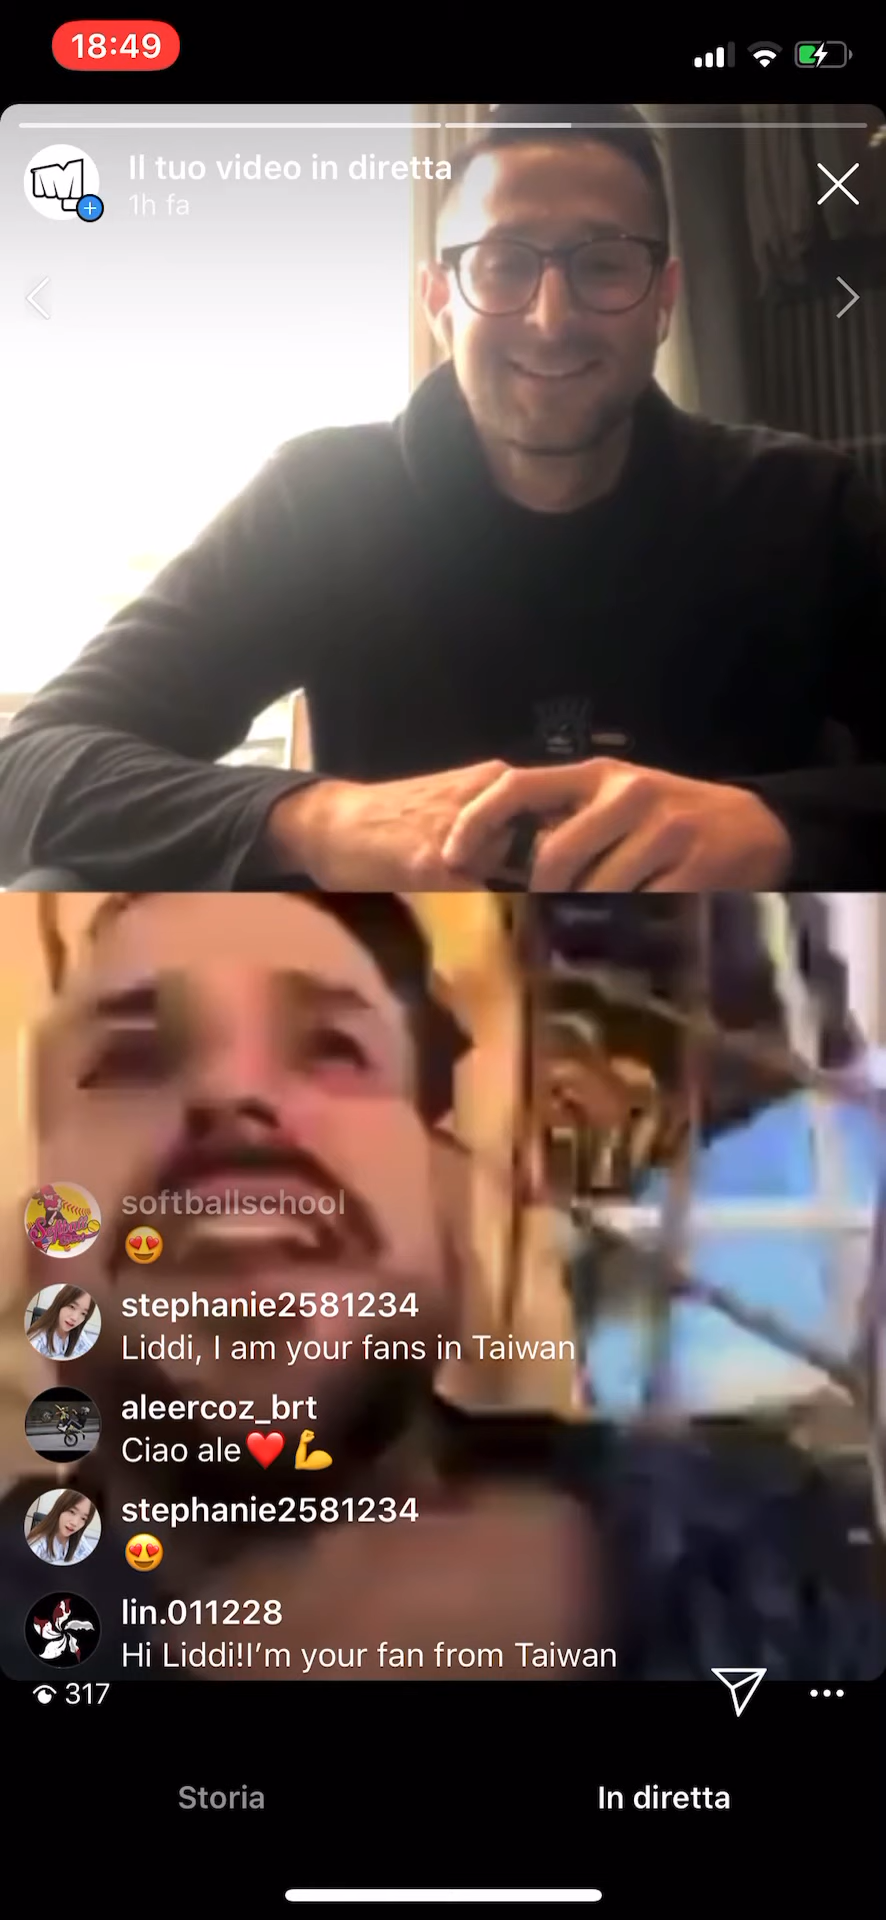 18:49
Il tuo video in diretta
1h fa
softballschool
😍
stephanie2581234
Liddi, I am your fans in Taiwan
aleercoz_brt
Ciao ale❤️💪
stephanie2581234
😍
lin.011228
Hi Liddi!I'm your fan from Taiwan
317
Storia
In diretta